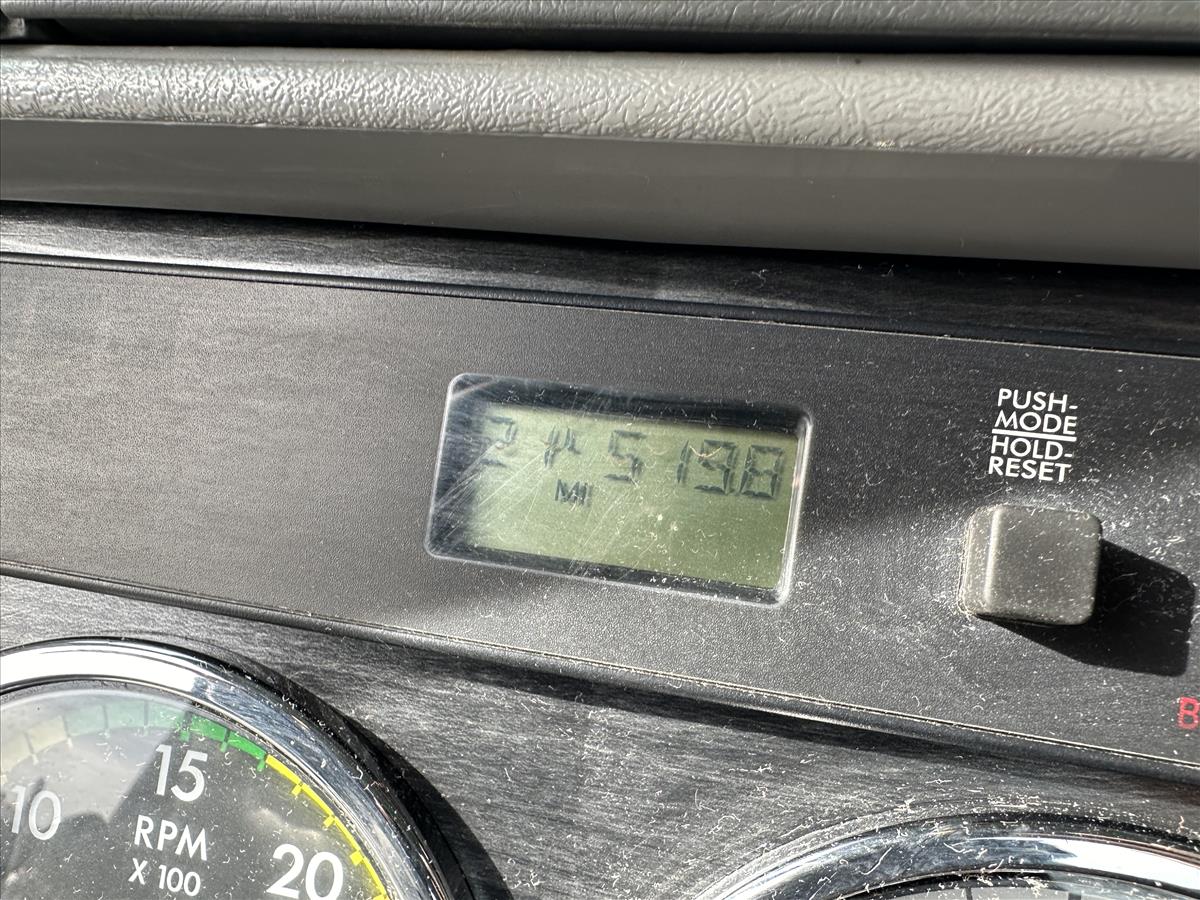 PUSH-
MODE
HOLD-
RESET
MI
10
15
20
RPM
X 100
B